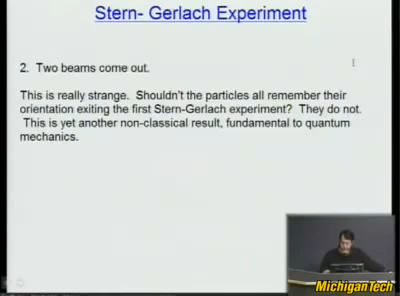 Stern- Gerlach Experiment
2. Two beams come out.
This is really strange. Shouldn't the particles all remember their
orientation exiting the first Stern-Gerlach experiment? They do not.
This is yet another non-classical result, fundamental to quantum
mechanics.
MichiganTech